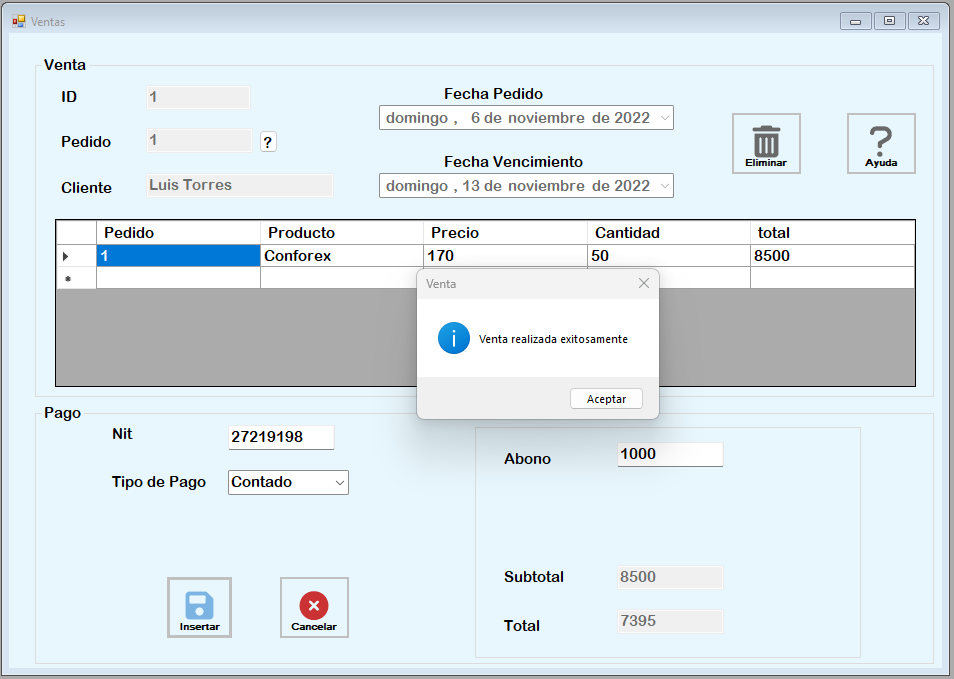 Ventas
Venta
ID 1
Pedido 1 ?
Cliente Luis Torres
Fecha Pedido
domingo , 6 de noviembre de 2022
Fecha Vencimiento
domingo , 13 de noviembre de 2022
Eliminar
?
Ayuda
Pedido Producto Precio Cantidad total
1 Conforex 170 50 8500
Venta
i Venta realizada exitosamente
Aceptar
Pago
Nit 27219198
Tipo de Pago Contado
Insertar
Cancelar
Abono 1000
Subtotal 8500
Total 7395